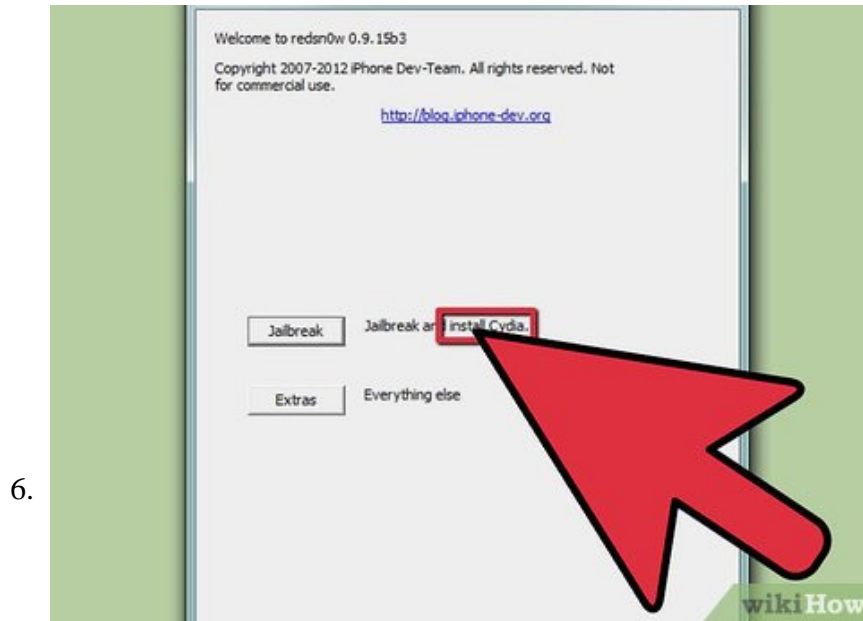 Welcome to redsn0w 0.9.15b3
Copyright 2007-2012 iPhone Dev-Team. All rights reserved. Not
for commercial use.
http://blog.iphone-dev.org
Jailbreak
Jailbreak and install Cydia.
Extras
Everything else
6.
wikiHow